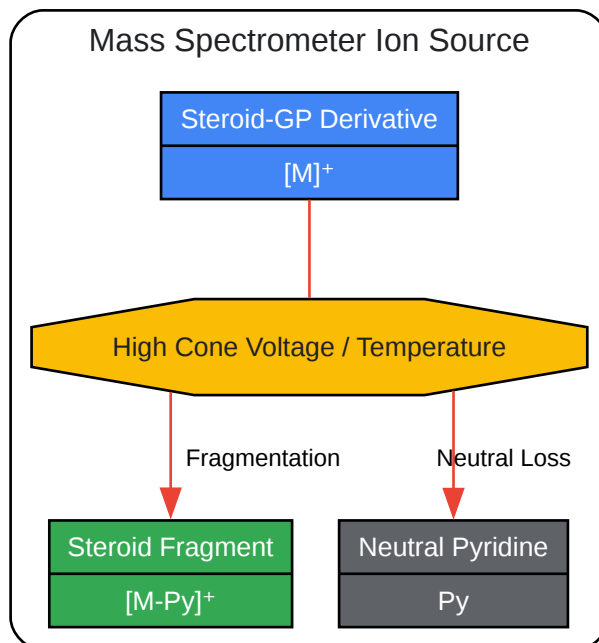 Mass Spectrometer Ion Source
Steroid-GP Derivative
[M]⁺
High Cone Voltage / Temperature
Fragmentation
Neutral Loss
Steroid Fragment
[M-Py]⁺
Neutral Pyridine
Py